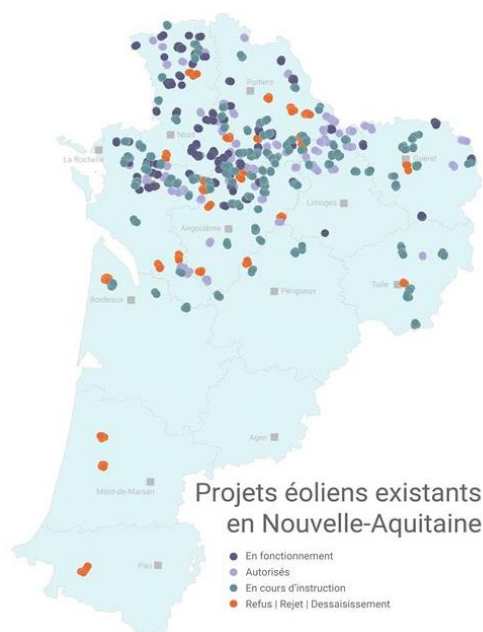 Poitiers
Niort
La Rochelle
Guéret
Limoges
Angoulême
Tulle
Périgueux
Bordeaux
Agen
Mont-de-Marsan
Pau
Projets éoliens existants
en Nouvelle-Aquitaine
En fonctionnement
Autorisés
En cours d'instruction
Refus | Rejet | Dessaisissement